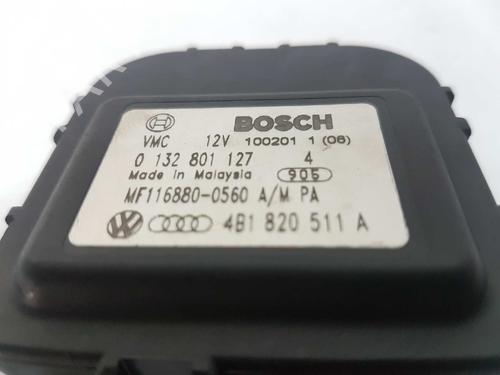 BOSCH
VMC 12V 100201 1 (06)
0 132 801 127 4
Made in Malaysia 905
MF116880-0560 A/M PA
4B1 820 511 A